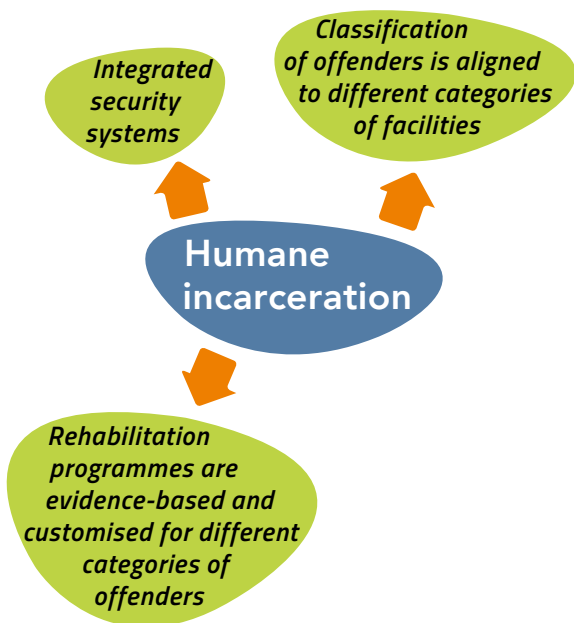 Integrated
security
systems
Classification
of offenders is aligned
to different categories
of facilities
Humane
incarceration
Rehabilitation
programmes are
evidence-based and
customised for different
categories of
offenders